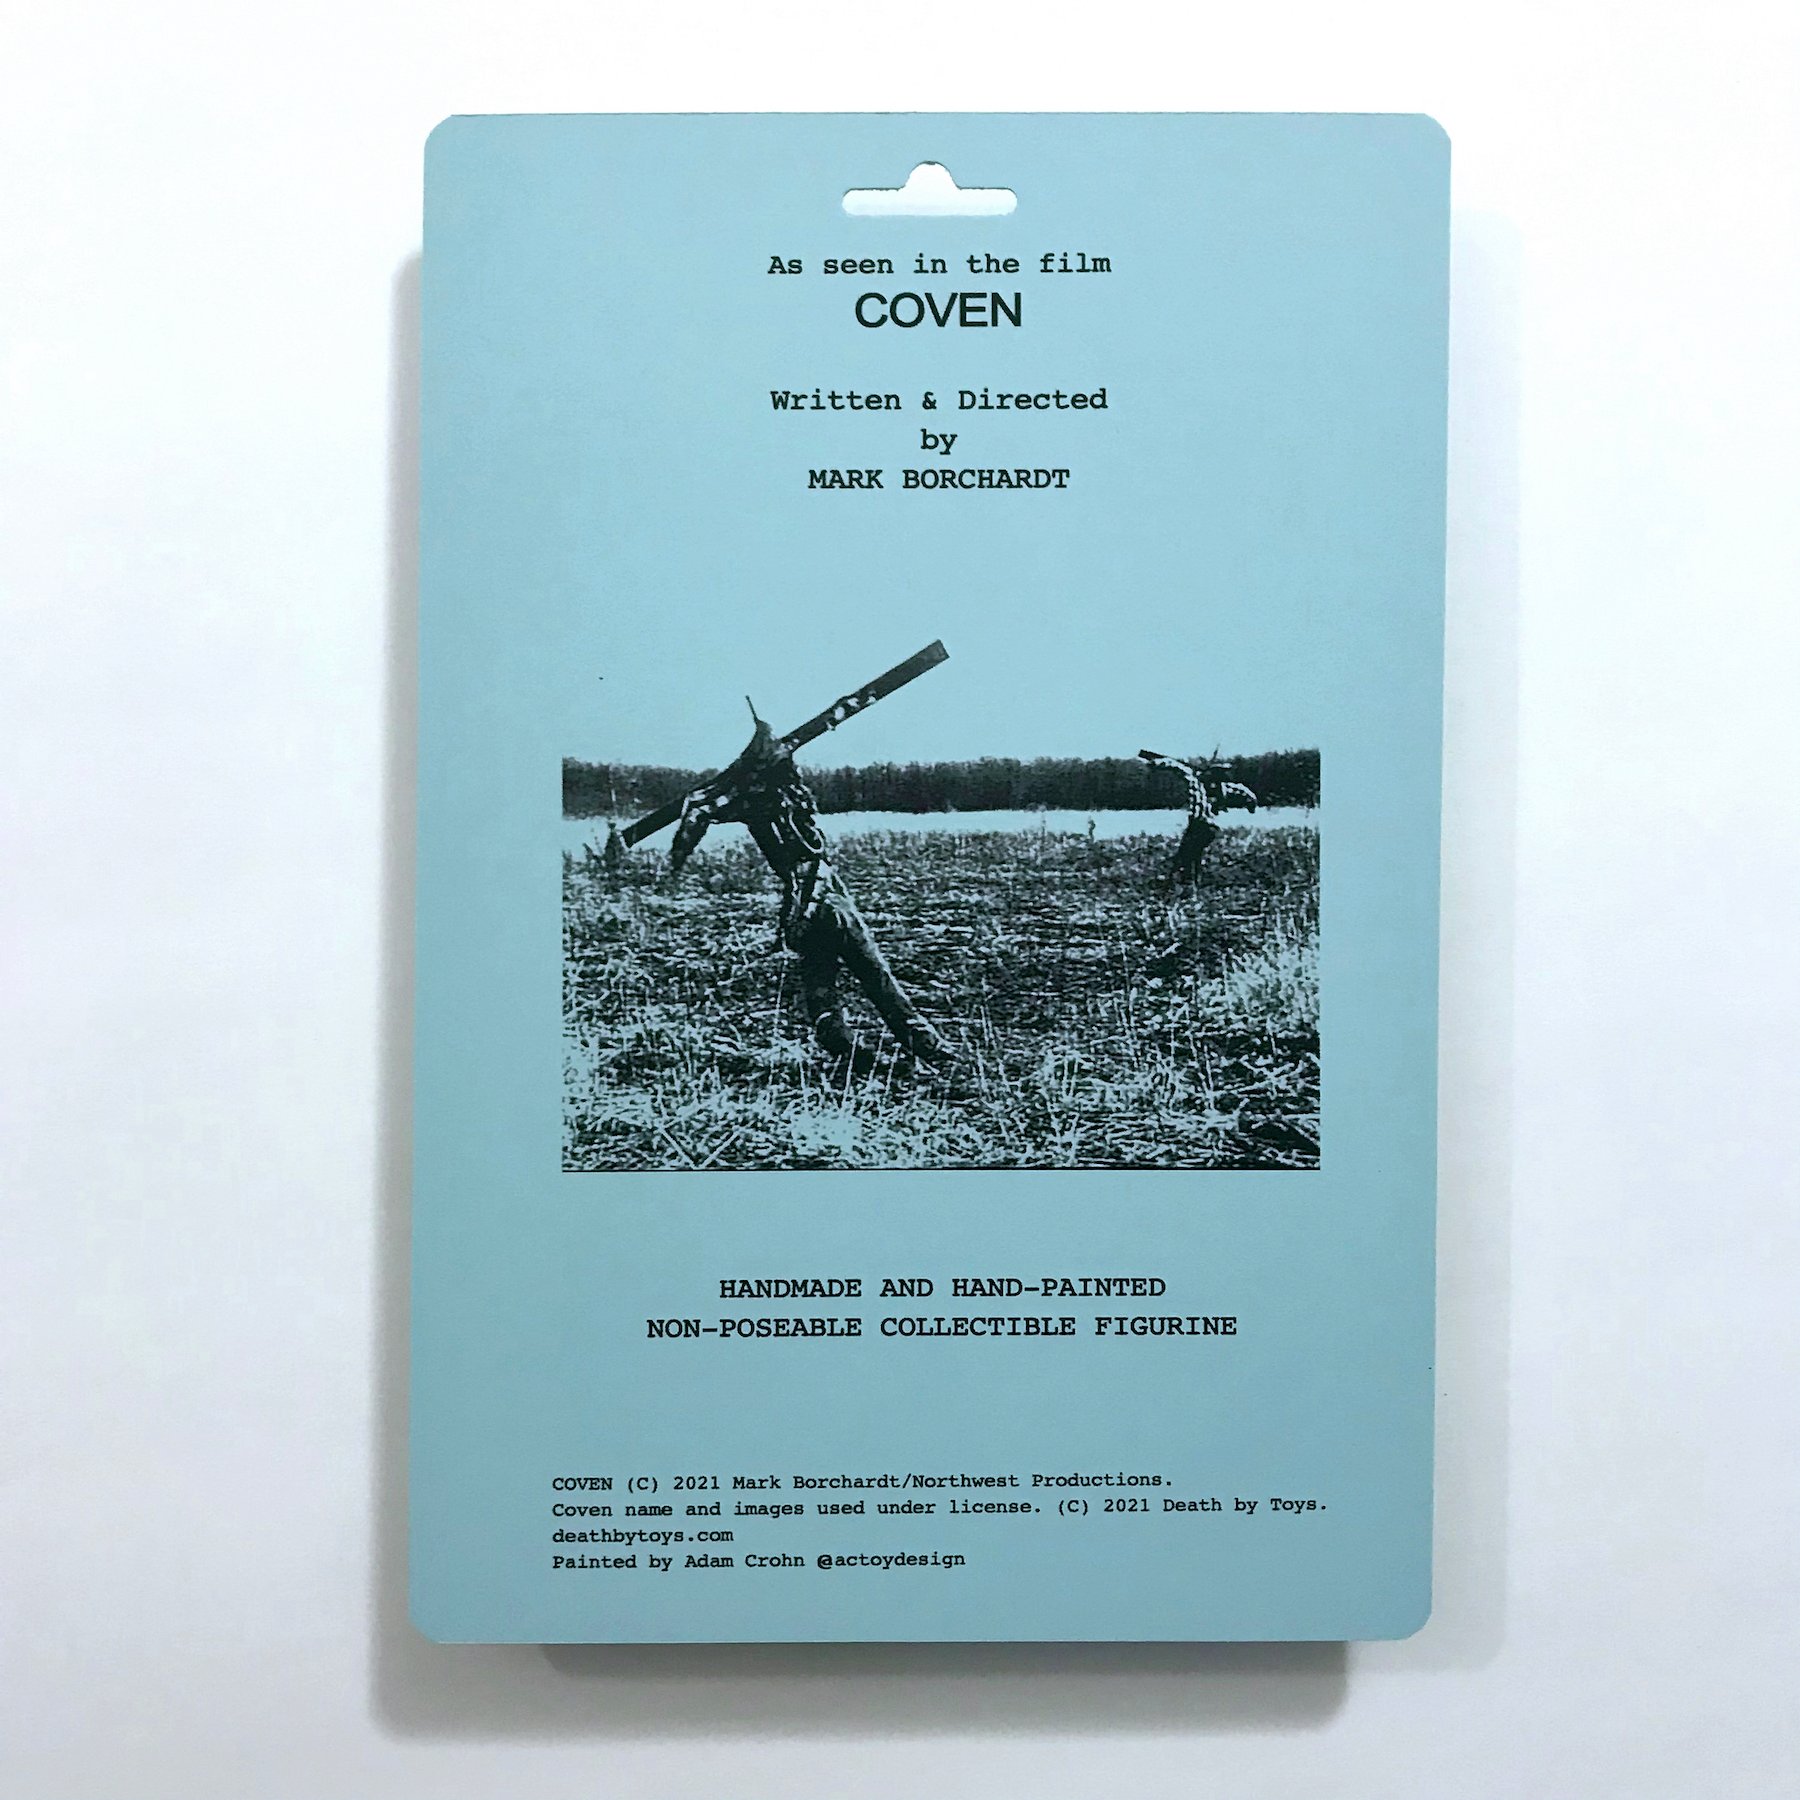 As seen in the film
COVEN
Written & Directed
by
MARK BORCHARDT
HANDMADE AND HAND-PAINTED
NON-POSEABLE COLLECTIBLE FIGURINE
COVEN (C) 2021 Mark Borchardt/Northwest Productions.
Coven name and images used under license. (C) 2021 Death by Toys.
deathbytoys.com
Painted by Adam Crohn @actoydesign